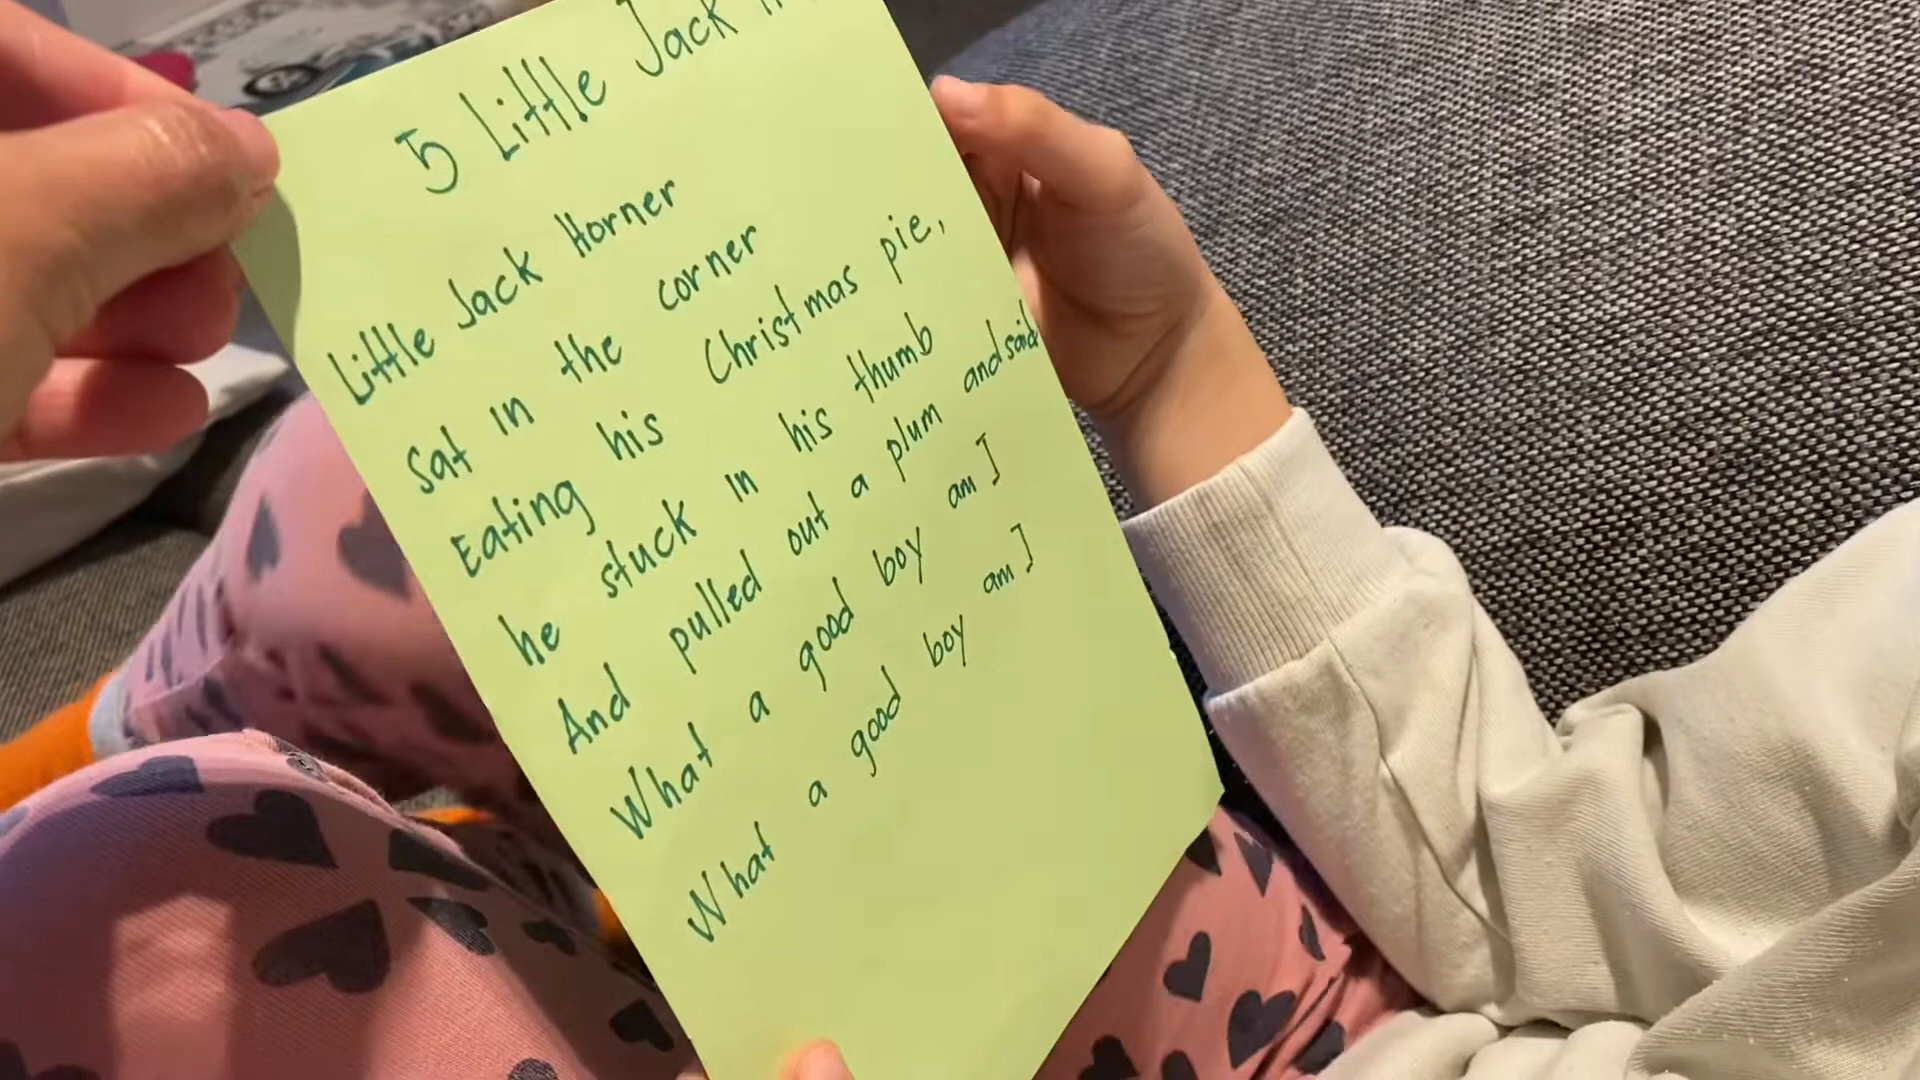 5 Little Jack
Little Jack Horner
Sat in the corner
Eating his Christmas pie,
he stuck in his thumb
And pulled out a plum and said
What a good boy am I
What a good boy am I